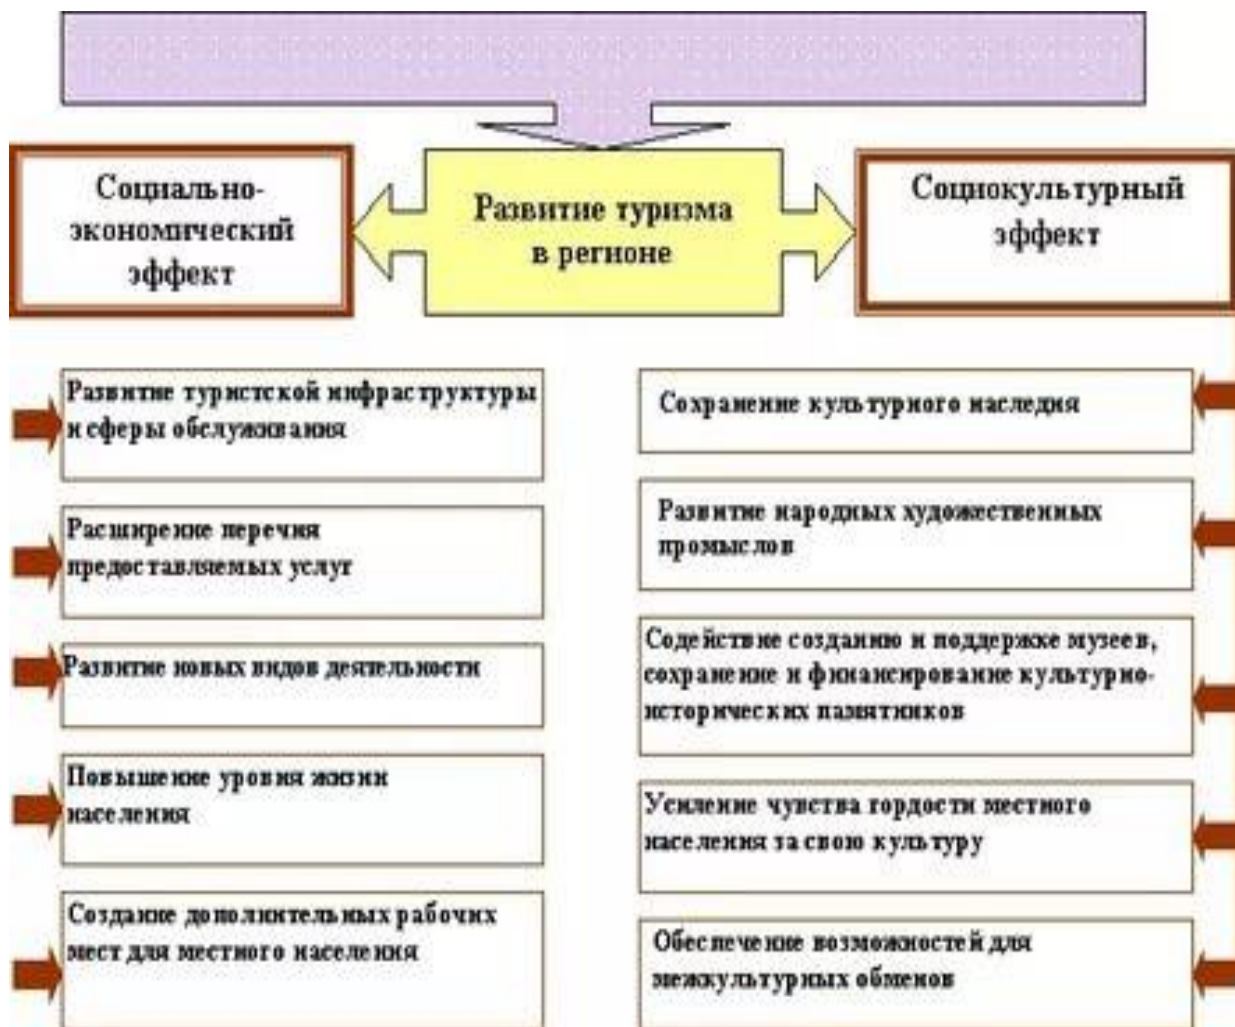 Социально-
экономический
эффект
Развитие туризма
в регионе
Социокультурный
эффект
Развитие туристской инфраструктуры
и сферы обслуживания
Расширение перечня
предоставляемых услуг
Развитие новых видов деятельности
Повышение уровня жизни
населения
Создание дополнительных рабочих
мест для местного населения
Сохранение культурного наследия
Развитие народных художественных
промыслов
Содействие созданию и поддержке музеев,
сохранение и финансирование культурно-
исторических памятников
Усиление чувства гордости местного
населения за свою культуру
Обеспечение возможностей для
межкультурных обменов